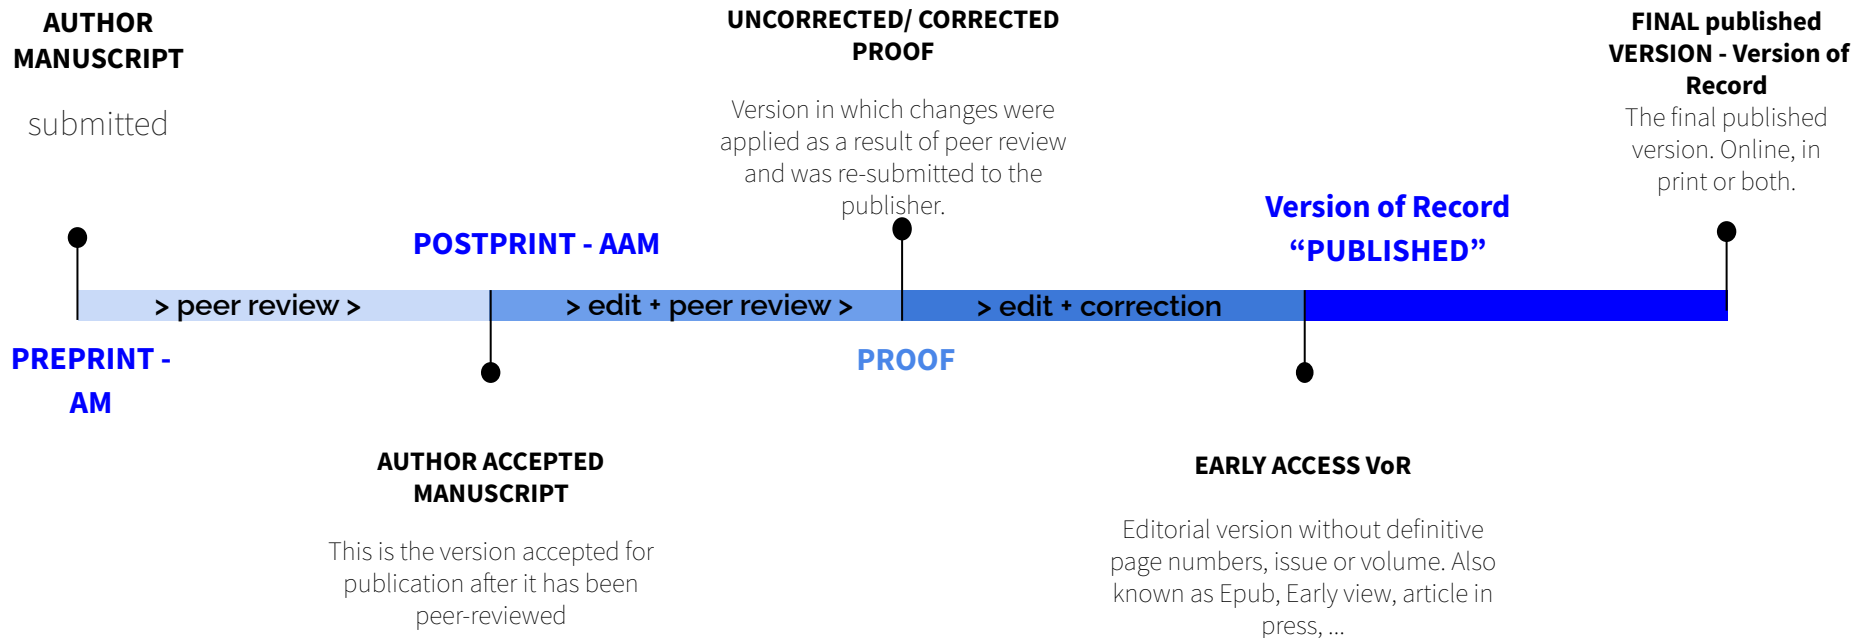 AUTHOR
MANUSCRIPT
submitted
UNCORRECTED/ CORRECTED
PROOF
Version in which changes were
applied as a result of peer review
and was re-submitted to the
publisher.
FINAL published
VERSION - Version of
Record
The final published
version. Online, in
print or both.
POSTPRINT - AAM
Version of Record
“PUBLISHED”
> peer review >
> edit + peer review >
> edit + correction
PREPRINT -
AM
PROOF
AUTHOR ACCEPTED
MANUSCRIPT
This is the version accepted for
publication after it has been
peer-reviewed
EARLY ACCESS VoR
Editorial version without definitive
page numbers, issue or volume. Also
known as Epub, Early view, article in
press, ...